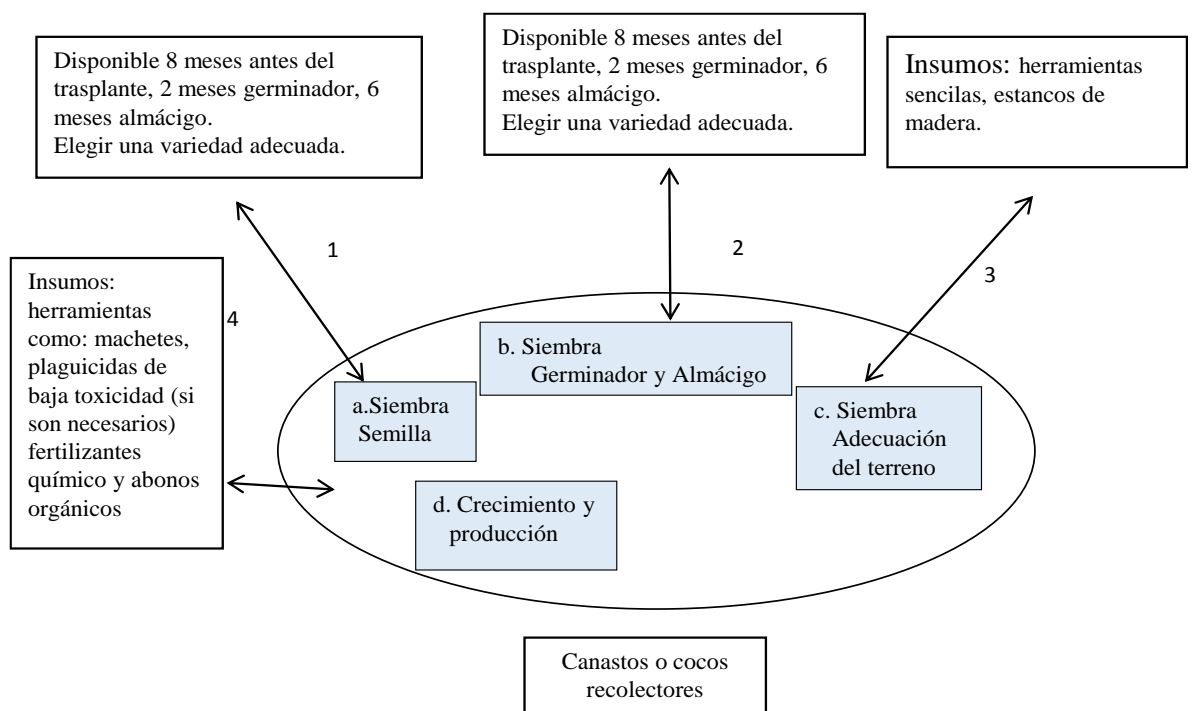 Disponible 8 meses antes del
trasplante, 2 meses germinador, 6
meses almácigo.
Elegir una variedad adecuada.
Disponible 8 meses antes del
trasplante, 2 meses germinador, 6
meses almácigo.
Elegir una variedad adecuada.
Insumos: herramientas
sencilas, estancos de
madera.
1
2
3
Insumos:
herramientas
como: machetes,
plaguicidas de
baja toxicidad (si
son necesarios)
fertilizantes
químico y abonos
orgánicos
4
b. Siembra
Germinador y Almácigo
a.Siembra
Semilla
c. Siembra
Adecuación
del terreno
d. Crecimiento y
producción
Canastos o cocos
recolectores